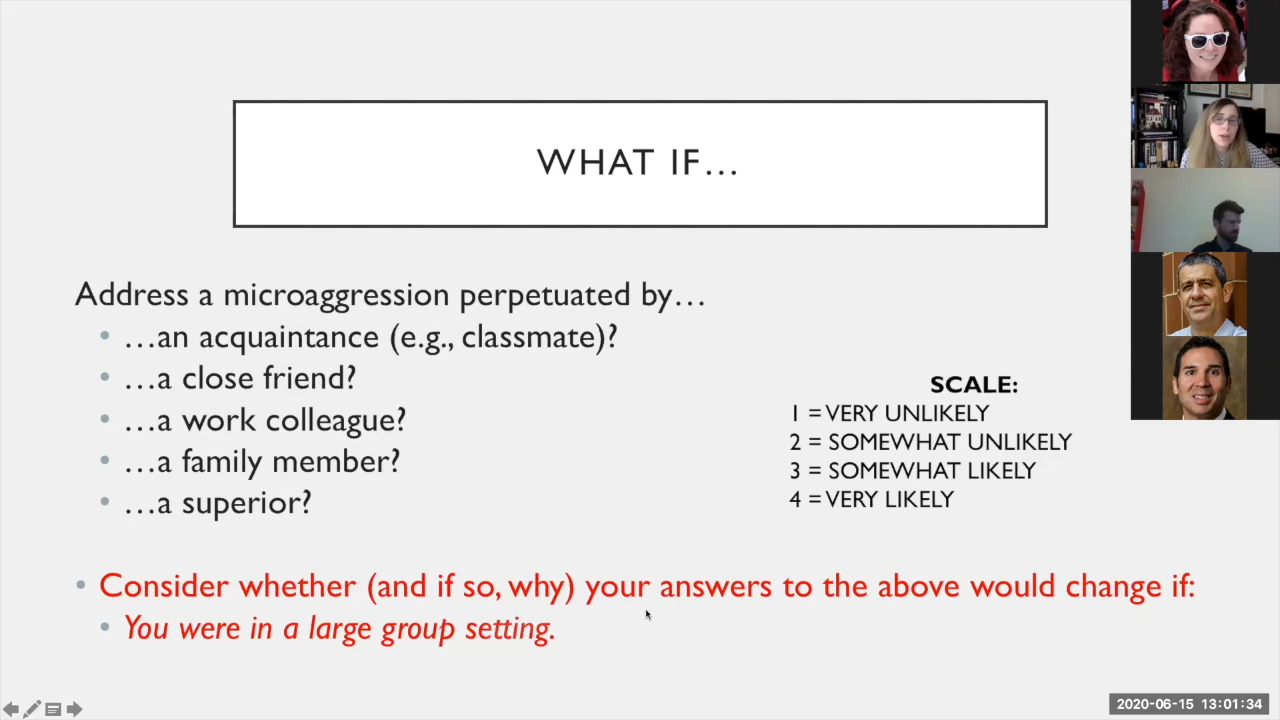 WHAT IF…
Address a microaggression perpetuated by…
…an acquaintance (e.g., classmate)?
…a close friend?
…a work colleague?
…a family member?
…a superior?
SCALE:
1 = VERY UNLIKELY
2 = SOMEWHAT UNLIKELY
3 = SOMEWHAT LIKELY
4 = VERY LIKELY
Consider whether (and if so, why) your answers to the above would change if:
You were in a large group setting.
2020-06-15 13:01:34